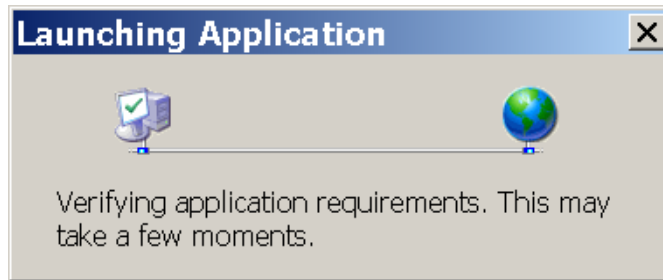 Launching Application
Verifying application requirements. This may
take a few moments.